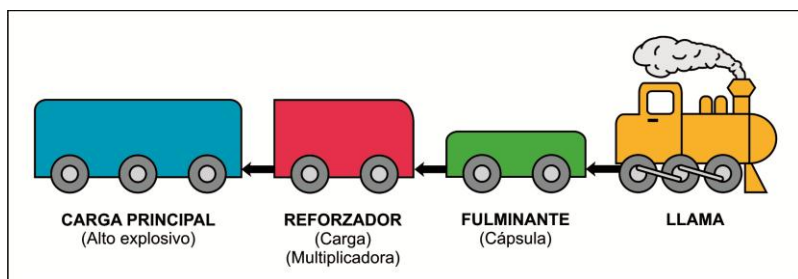 CARGA PRINCIPAL
(Alto explosivo)
REFORZADOR
(Carga)
(Multiplicadora)
FULMINANTE
(Cápsula)
LLAMA